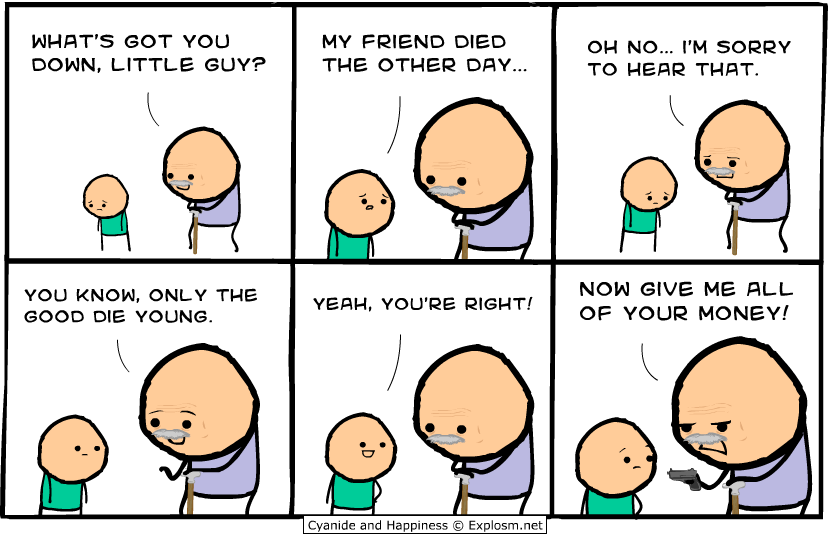 WHAT'S GOT YOU
DOWN, LITTLE GUY?
MY FRIEND DIED
THE OTHER DAY...
OH NO... I'M SORRY
TO HEAR THAT.
YOU KNOW, ONLY THE
GOOD DIE YOUNG.
YEAH, YOU'RE RIGHT!
NOW GIVE ME ALL
OF YOUR MONEY!
Cyanide and Happiness © Explosm.net